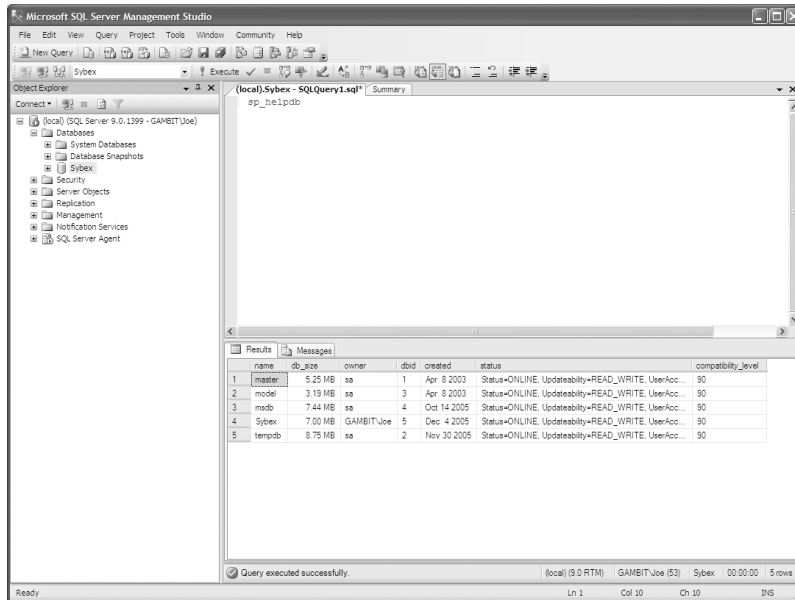 Microsoft SQL Server Management Studio
File Edit View Query Project Tools Window Community Help
New Query
Sybex Execute
Object Explorer
(local).Sybex - SQLQuery1.sql* Summary
Connect
sp_helpdb
(local) (SQL Server 9.0.1399 - GAMBIT\Joe)
Databases
System Databases
Database Snapshots
Sybex
Security
Server Objects
Replication
Management
Notification Services
SQL Server Agent
Results Messages
name db_size owner dbid created status compatibility_level
1 master 5.25 MB sa 1 Apr 8 2003 Status=ONLINE, Updateability=READ_WRITE, UserAcc... 90
2 model 3.19 MB sa 3 Apr 8 2003 Status=ONLINE, Updateability=READ_WRITE, UserAcc... 90
3 msdb 7.44 MB sa 4 Oct 14 2005 Status=ONLINE, Updateability=READ_WRITE, UserAcc... 90
4 Sybex 7.00 MB GAMBIT\Joe 5 Dec 4 2005 Status=ONLINE, Updateability=READ_WRITE, UserAcc... 90
5 tempdb 8.75 MB sa 2 Nov 30 2005 Status=ONLINE, Updateability=READ_WRITE, UserAcc... 90
Query executed successfully. (local) (9.0 RTM) GAMBIT\Joe (53) Sybex 00:00:00 5 rows
Ready Ln 1 Col 10 Ch 10 INS